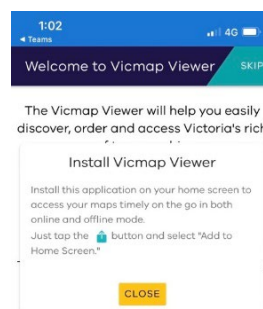 1:02
4G
◀ Teams
Welcome to Vicmap Viewer
SKIP
The Vicmap Viewer will help you easily
discover, order and access Victoria's rich
Install Vicmap Viewer
Install this application on your home screen to
access your maps timely on the go in both
online and offline mode.
Just tap the button and select "Add to
Home Screen."
CLOSE